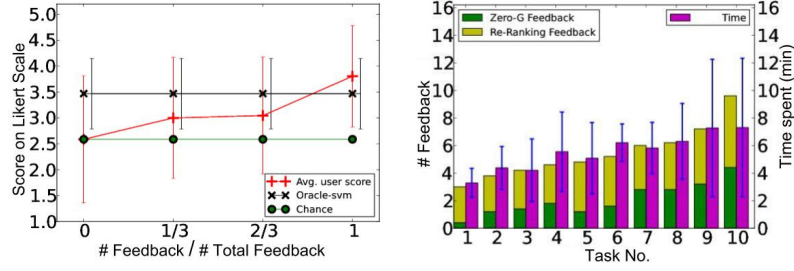 5.0
4.5
4.0
3.5
3.0
2.5
2.0
1.5
1.0
Score on Likert Scale
Avg. user score
Oracle-svm
Chance
0 1/3 2/3 1
# Feedback / # Total Feedback
16
14
12
10
8
6
4
2
0
# Feedback
Zero-G Feedback
Re-Ranking Feedback
Time
16
14
12
10
8
6
4
2
0
Time spent (min)
1 2 3 4 5 6 7 8 9 10
Task No.